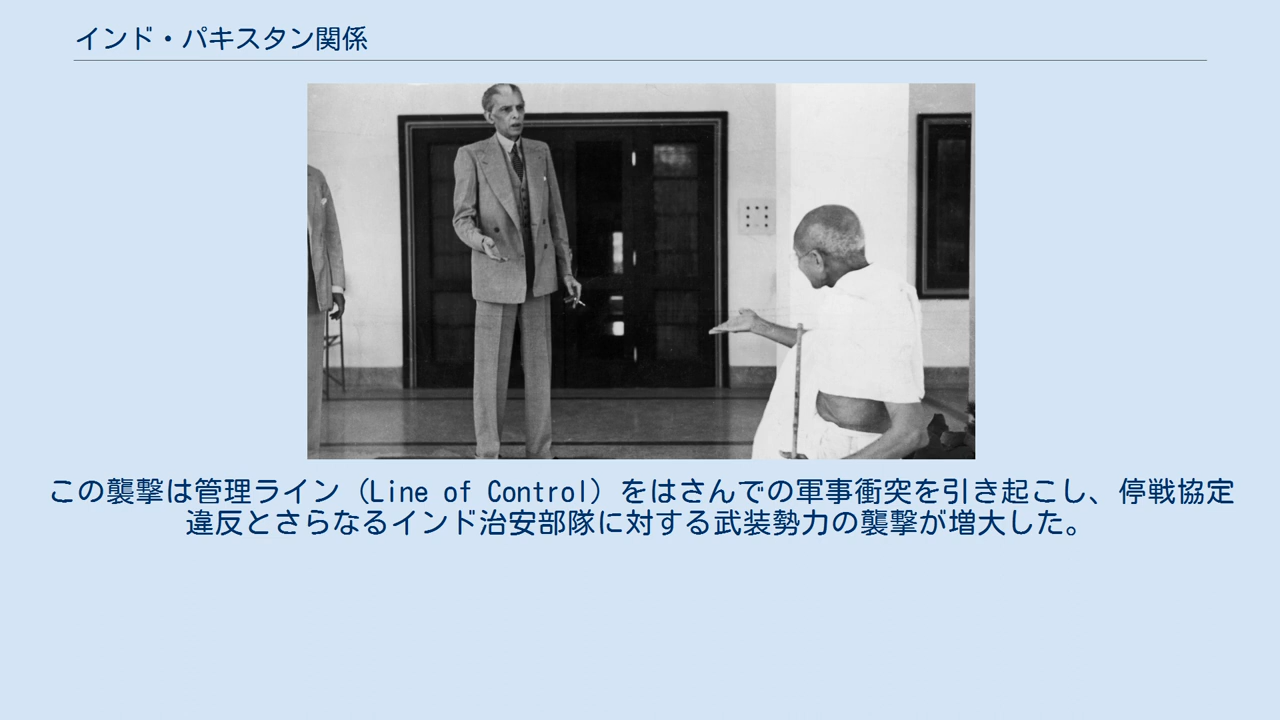 インド・パキスタン関係
この襲撃は管理ライン（Line of Control）をはさんでの軍事衝突を引き起こし、停戦協定
違反とさらなるインド治安部隊に対する武装勢力の襲撃が増大した。